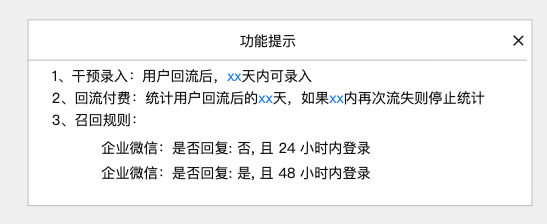 功能提示
1、干预录入：用户回流后，xx天内可录入
2、回流付费：统计用户回流后的xx天，如果xx内再次流失则停止统计
3、召回规则：
企业微信：是否回复: 否, 且 24 小时内登录
企业微信：是否回复: 是, 且 48 小时内登录